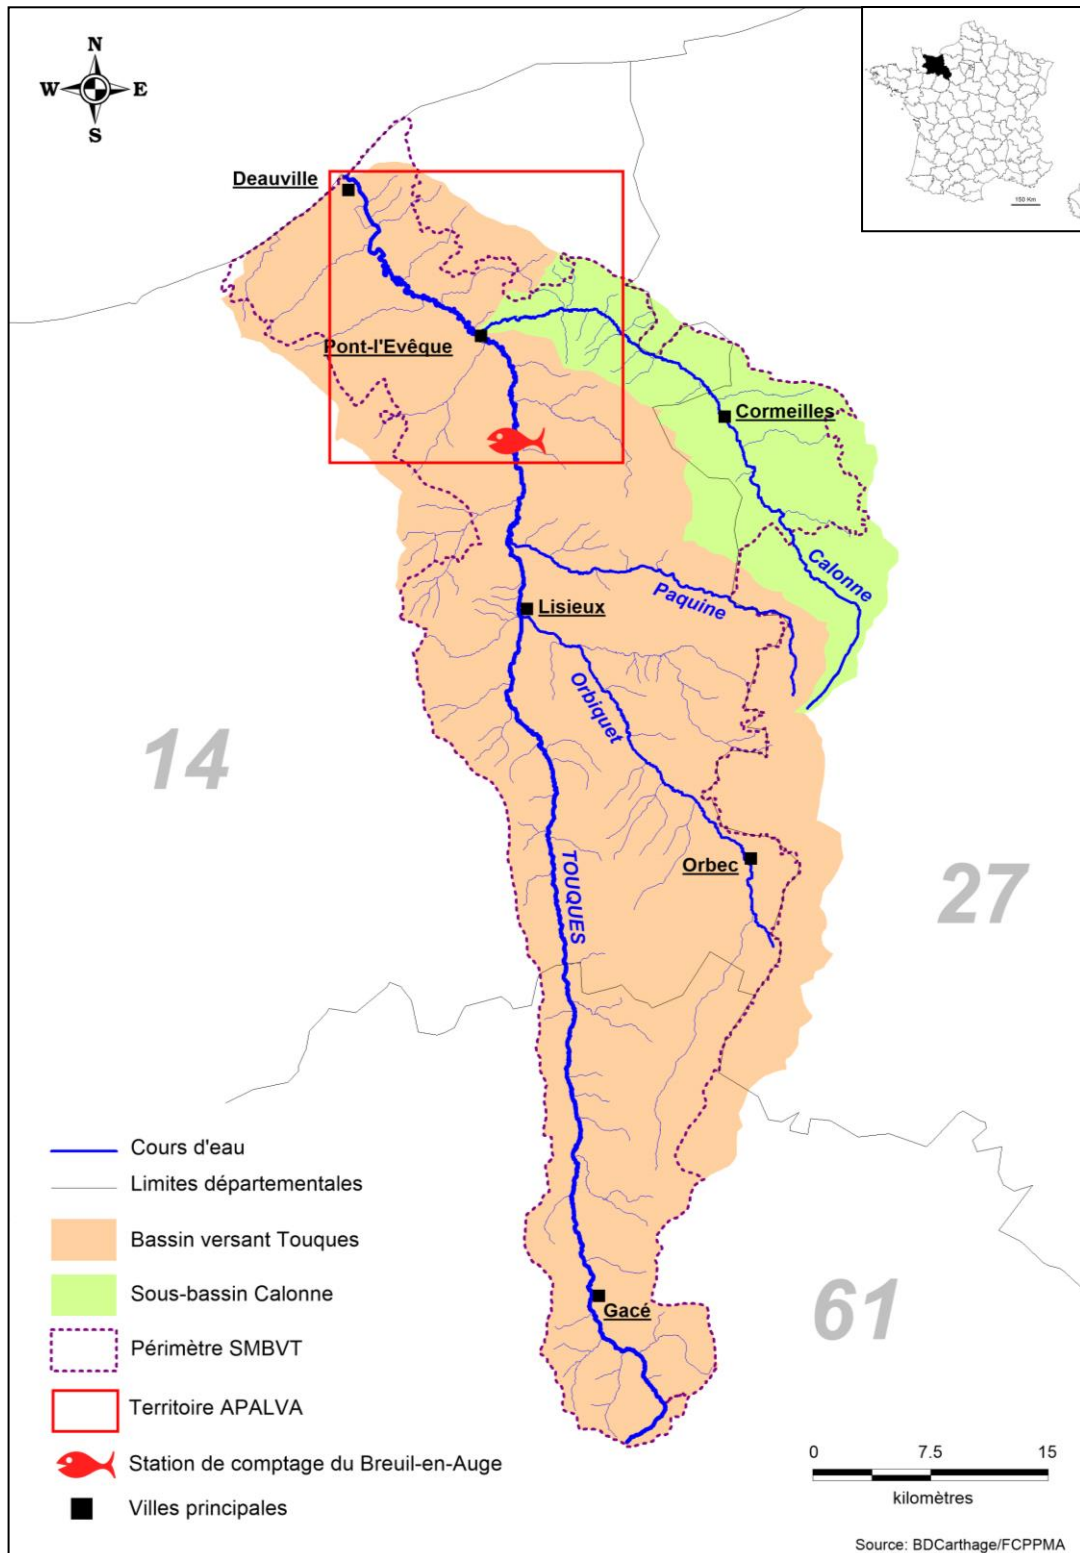 N
W
E
S
150 Km
Deauville
Pont-l'Evêque
Cormeilles
Calonne
Paquine
Lisieux
Orbiquet
14
TOUQUES
Orbec
27
Gacé
61
Cours d'eau
Limites départementales
Bassin versant Touques
Sous-bassin Calonne
Périmètre SMBVT
Territoire APALVA
Station de comptage du Breuil-en-Auge
Villes principales
0 7.5 15
kilomètres
Source: BDCarthage/FCPPMA